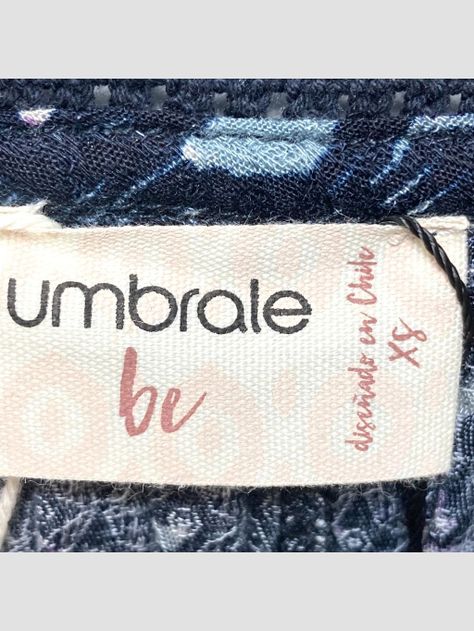 umbrale
be
diseñado en Chile
XS